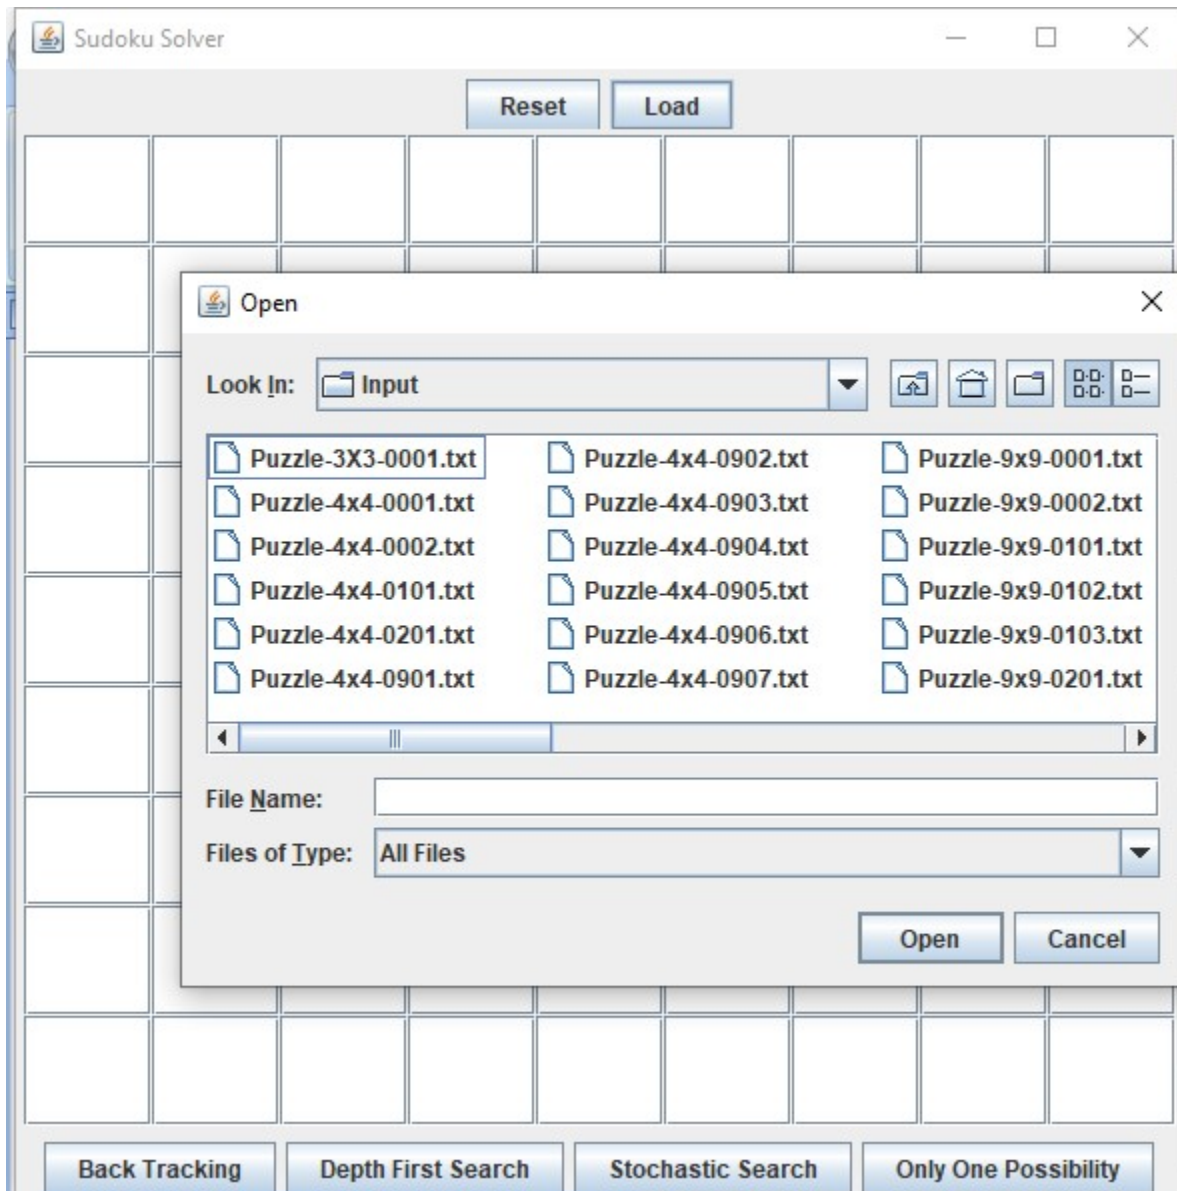 Sudoku Solver
Reset Load
Open
Look In: Input
Puzzle-3X3-0001.txt Puzzle-4x4-0902.txt Puzzle-9x9-0001.txt
Puzzle-4x4-0001.txt Puzzle-4x4-0903.txt Puzzle-9x9-0002.txt
Puzzle-4x4-0002.txt Puzzle-4x4-0904.txt Puzzle-9x9-0101.txt
Puzzle-4x4-0101.txt Puzzle-4x4-0905.txt Puzzle-9x9-0102.txt
Puzzle-4x4-0201.txt Puzzle-4x4-0906.txt Puzzle-9x9-0103.txt
Puzzle-4x4-0901.txt Puzzle-4x4-0907.txt Puzzle-9x9-0201.txt
File Name:
Files of Type: All Files
Open Cancel
Back Tracking Depth First Search Stochastic Search Only One Possibility